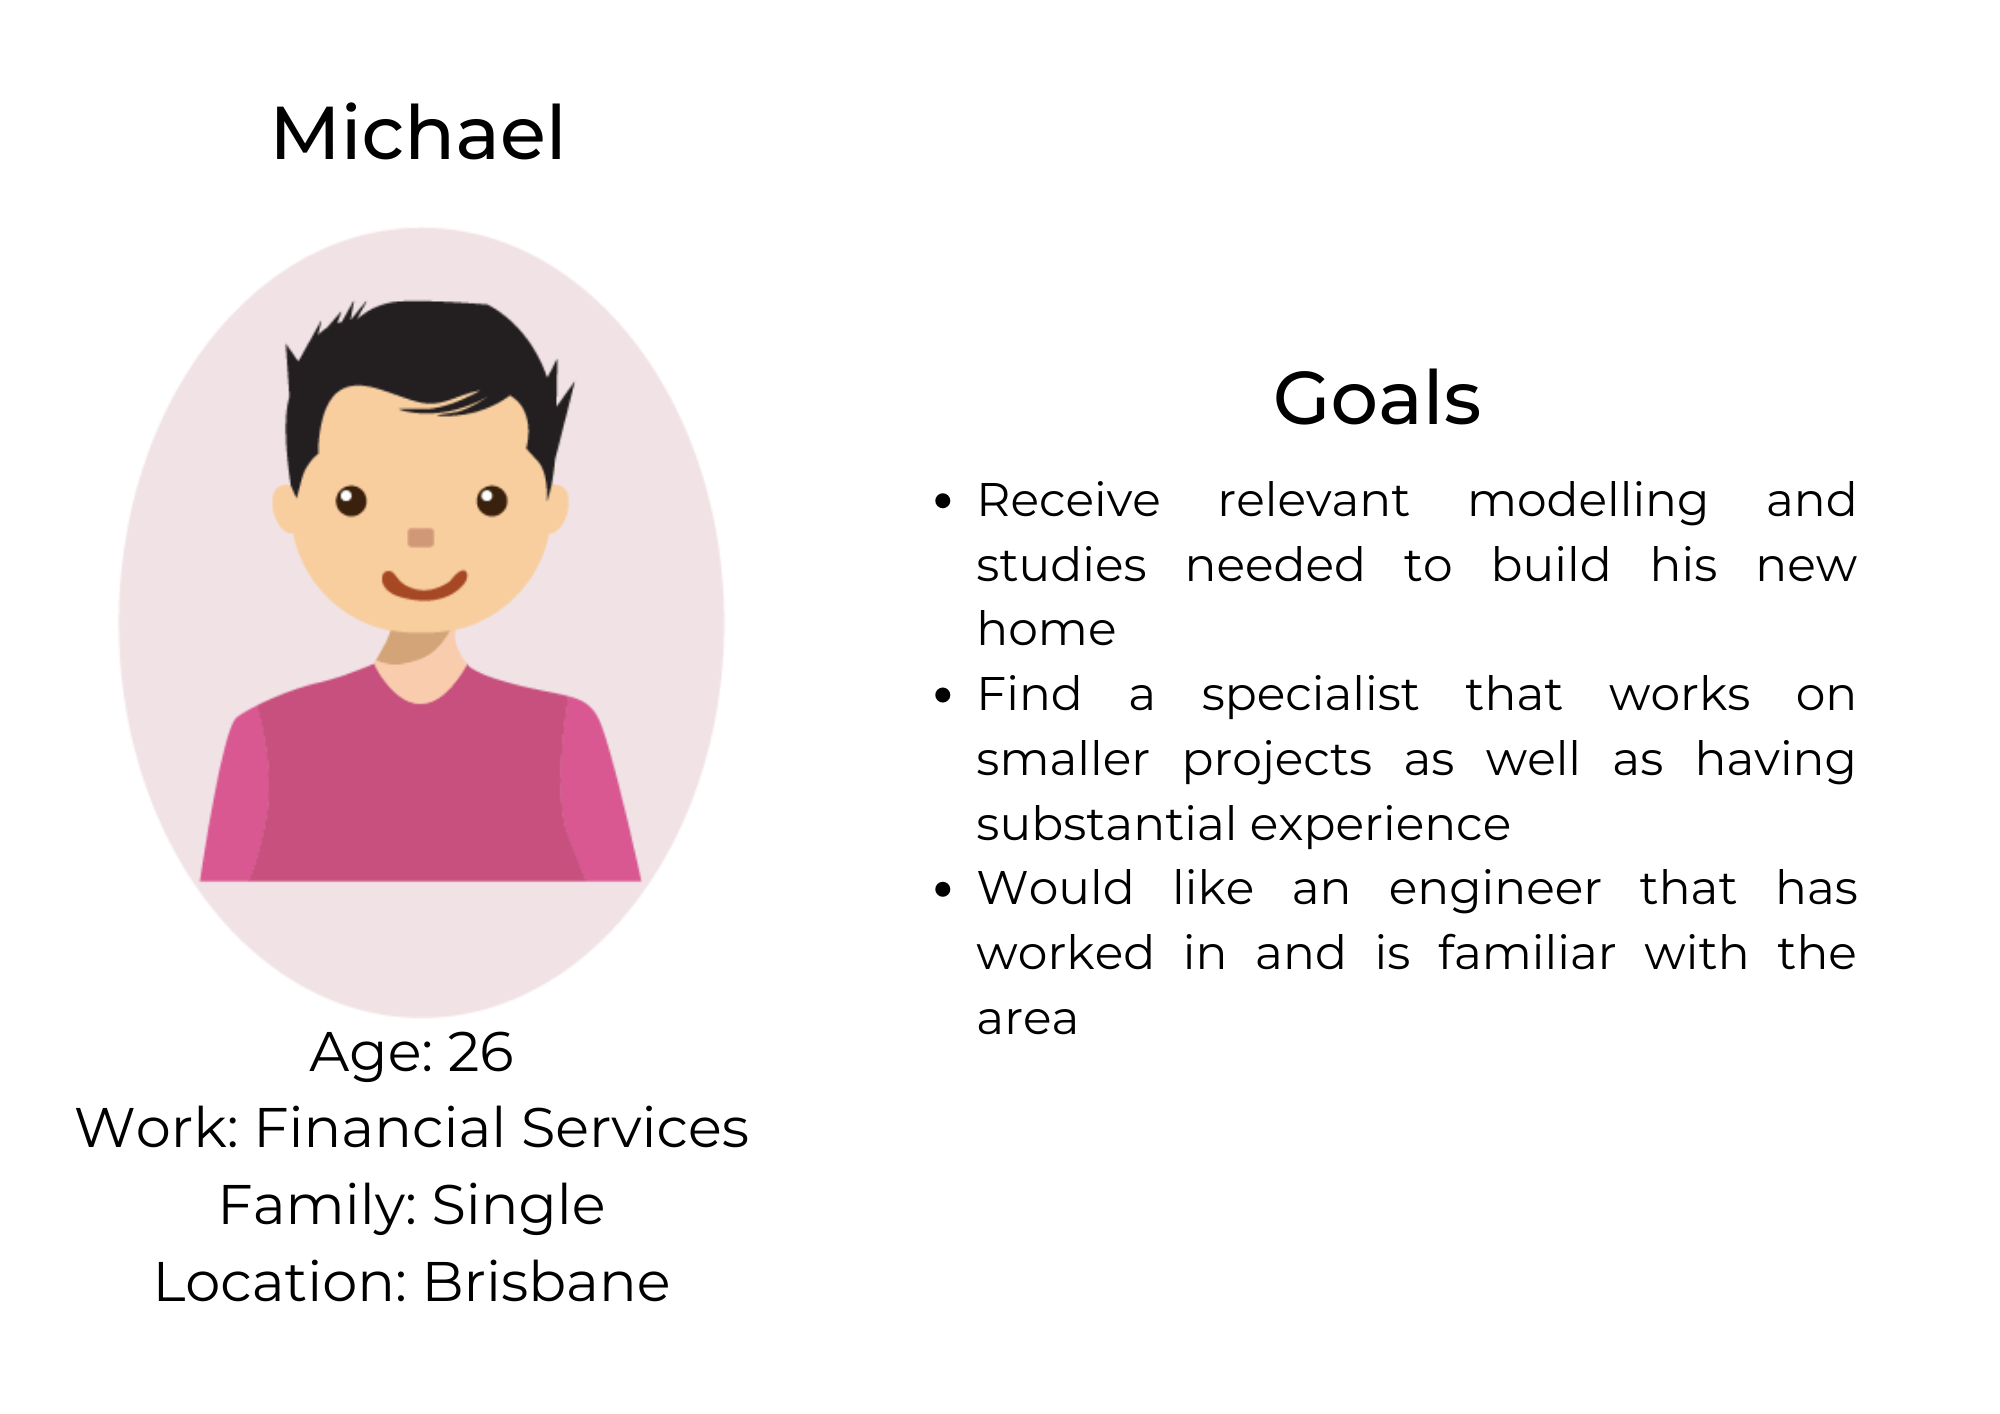 Michael
Age: 26
Work: Financial Services
Family: Single
Location: Brisbane
Goals
• Receive relevant modelling and
studies needed to build his new
home
• Find a specialist that works on
smaller projects as well as having
substantial experience
• Would like an engineer that has
worked in and is familiar with the
area